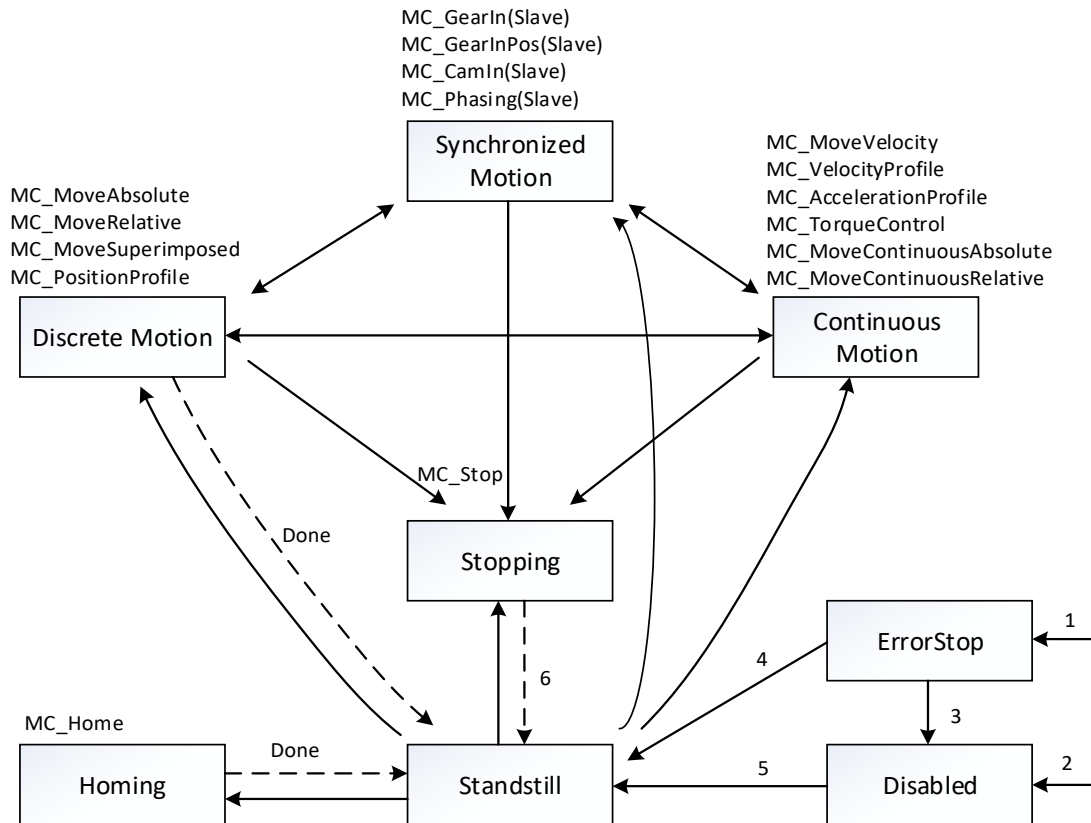 MC_GearIn(Slave)
MC_GearInPos(Slave)
MC_CamIn(Slave)
MC_Phasing(Slave)
Synchronized
Motion
MC_MoveVelocity
MC_VelocityProfile
MC_AccelerationProfile
MC_TorqueControl
MC_MoveContinuousAbsolute
MC_MoveContinuousRelative
MC_MoveAbsolute
MC_MoveRelative
MC_MoveSuperimposed
MC_PositionProfile
Discrete Motion
Continuous
Motion
MC_Stop
Done
Stopping
ErrorStop
1
4
6
3
MC_Home
Done
Homing
Standstill
5
Disabled
2